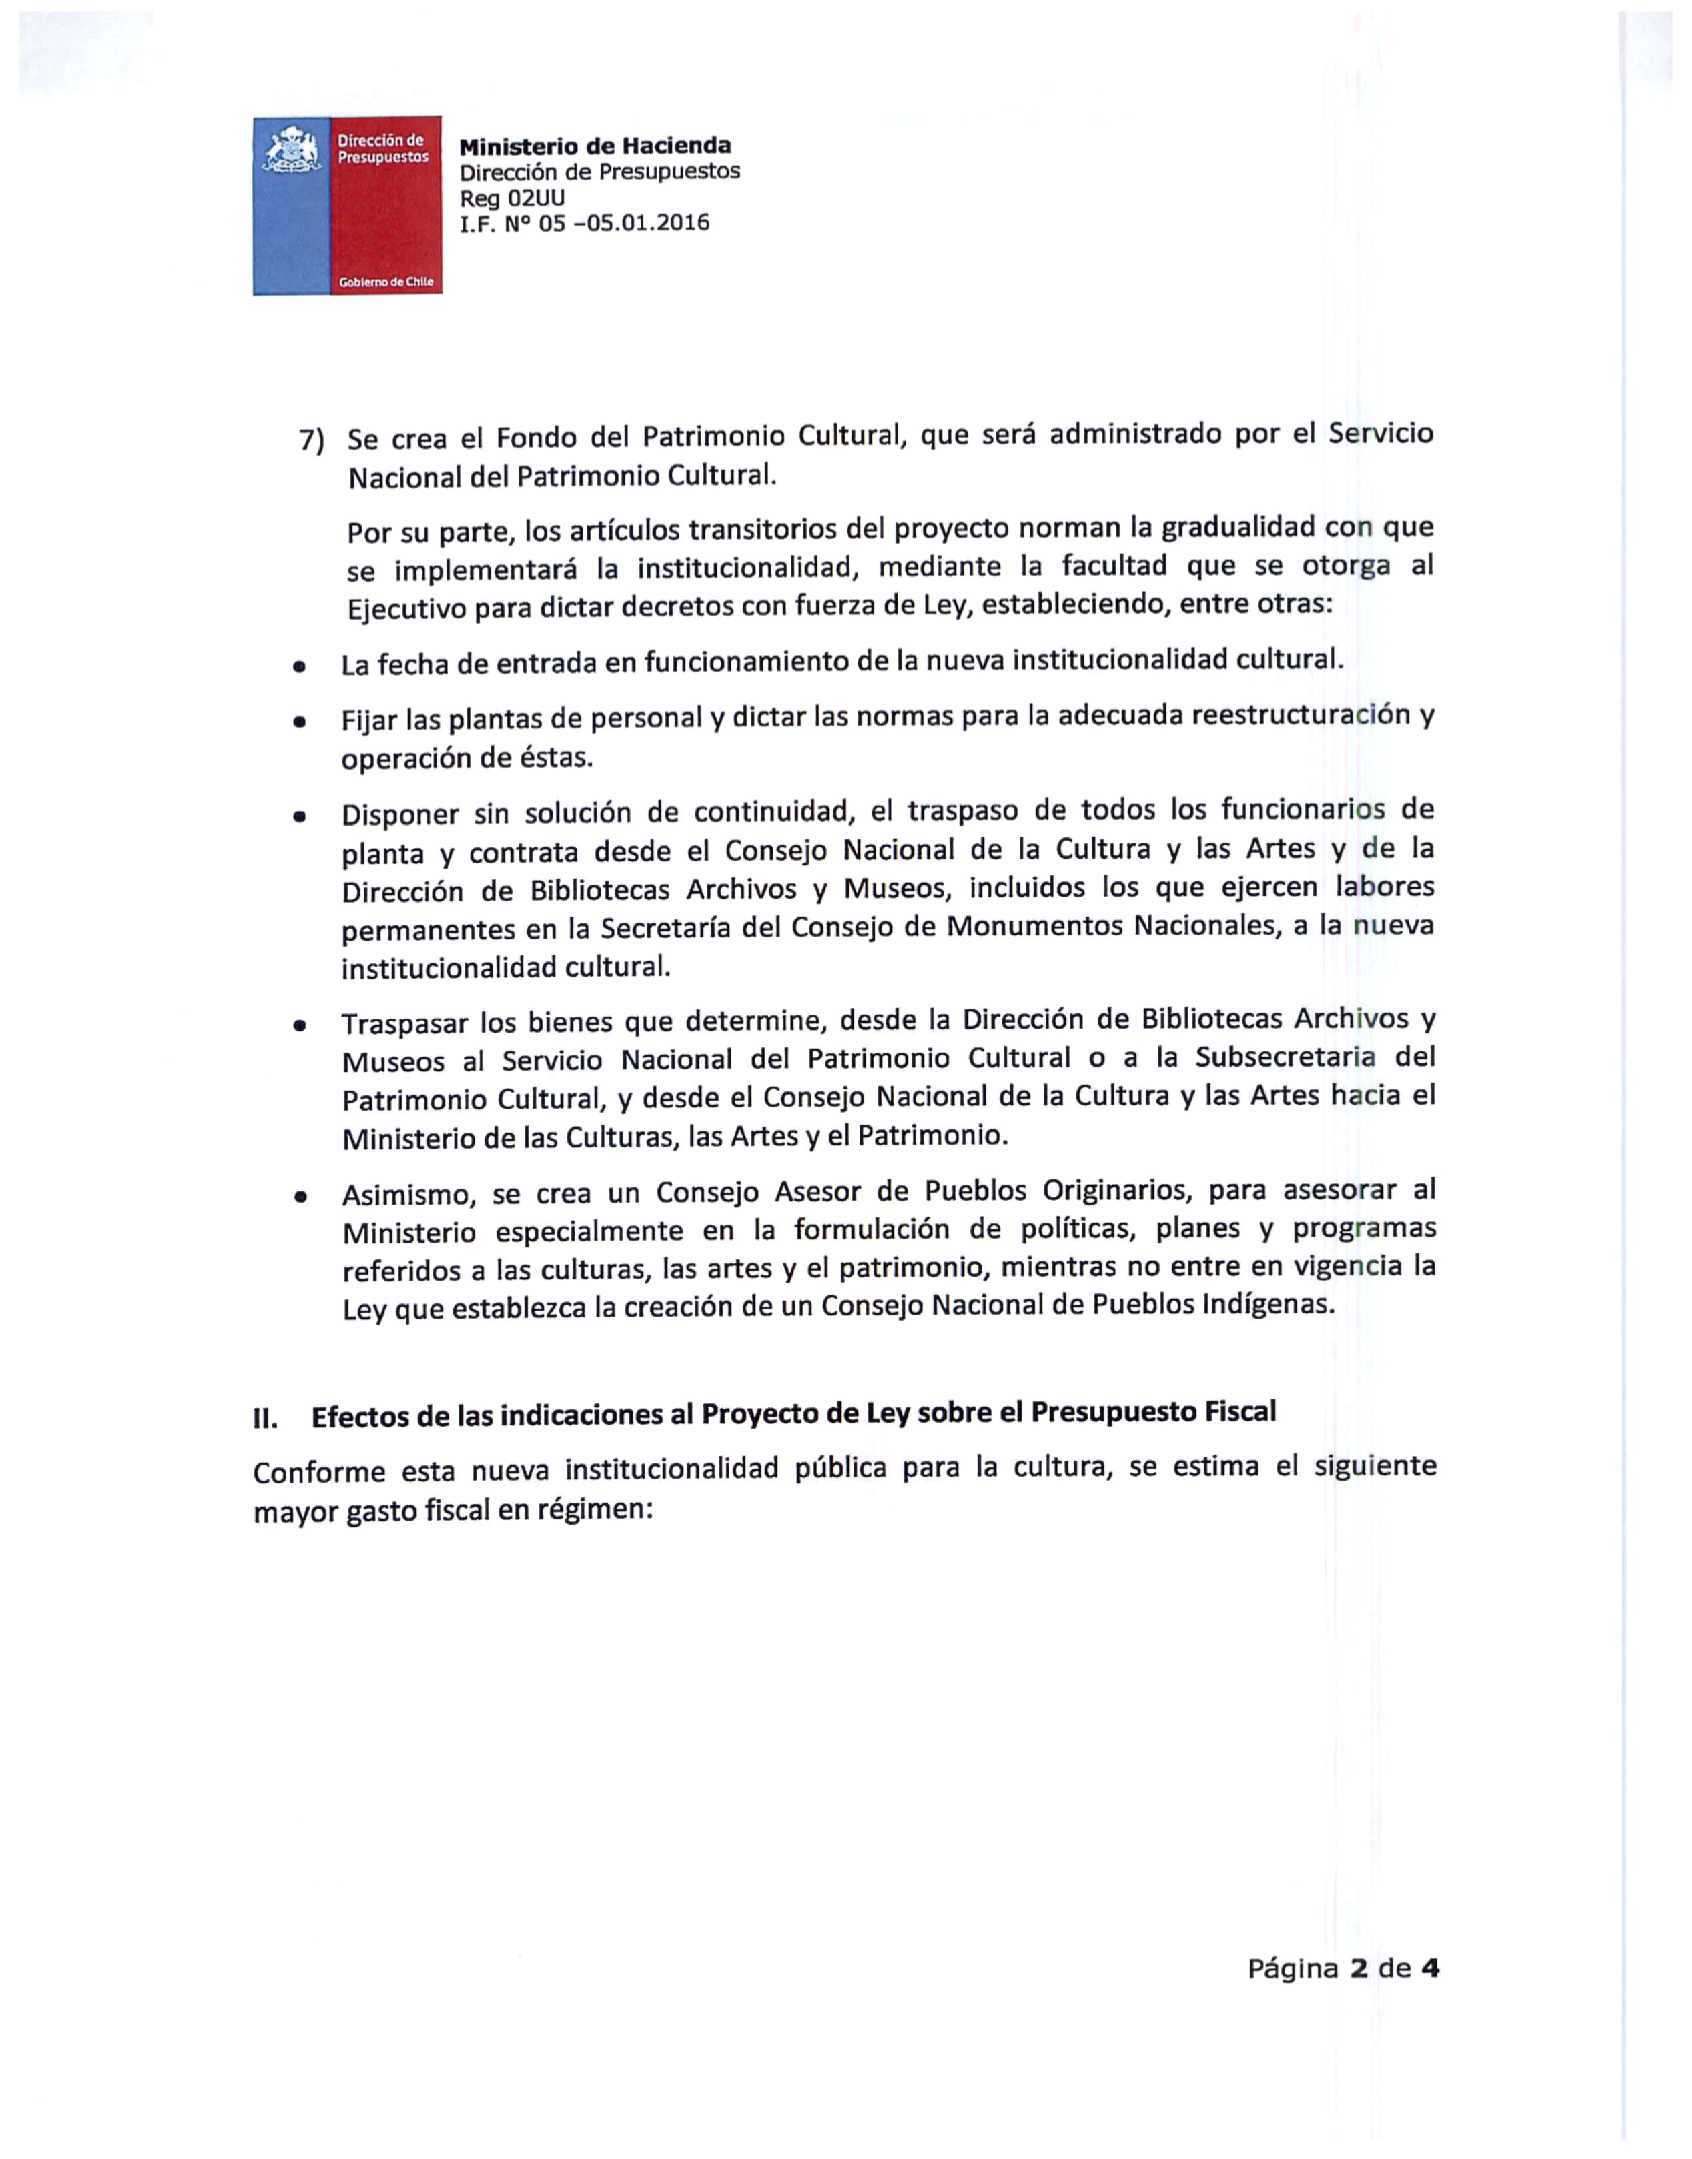 Dirección de
Presupuestos
Gobierno de Chile
Ministerio de Hacienda
Dirección de Presupuestos
Reg 02UU
I.F. Nº 05 –05.01.2016
7) Se crea el Fondo del Patrimonio Cultural, que será administrado por el Servicio
Nacional del Patrimonio Cultural.
Por su parte, los artículos transitorios del proyecto norman la gradualidad con que
se implementará la institucionalidad, mediante la facultad que se otorga al
Ejecutivo para dictar decretos con fuerza de Ley, estableciendo, entre otras:
• La fecha de entrada en funcionamiento de la nueva institucionalidad cultural.
• Fijar las plantas de personal y dictar las normas para la adecuada reestructuración y
operación de éstas.
• Disponer sin solución de continuidad, el traspaso de todos los funcionarios de
planta y contrata desde el Consejo Nacional de la Cultura y las Artes y de la
Dirección de Bibliotecas Archivos y Museos, incluidos los que ejercen labores
permanentes en la Secretaría del Consejo de Monumentos Nacionales, a la nueva
institucionalidad cultural.
• Traspasar los bienes que determine, desde la Dirección de Bibliotecas Archivos y
Museos al Servicio Nacional del Patrimonio Cultural o a la Subsecretaria del
Patrimonio Cultural, y desde el Consejo Nacional de la Cultura y las Artes hacia el
Ministerio de las Culturas, las Artes y el Patrimonio.
• Asimismo, se crea un Consejo Asesor de Pueblos Originarios, para asesorar al
Ministerio especialmente en la formulación de políticas, planes y programas
referidos a las culturas, las artes y el patrimonio, mientras no entre en vigencia la
Ley que establezca la creación de un Consejo Nacional de Pueblos Indígenas.
II. Efectos de las indicaciones al Proyecto de Ley sobre el Presupuesto Fiscal
Conforme esta nueva institucionalidad pública para la cultura, se estima el siguiente
mayor gasto fiscal en régimen:
Página 2 de 4